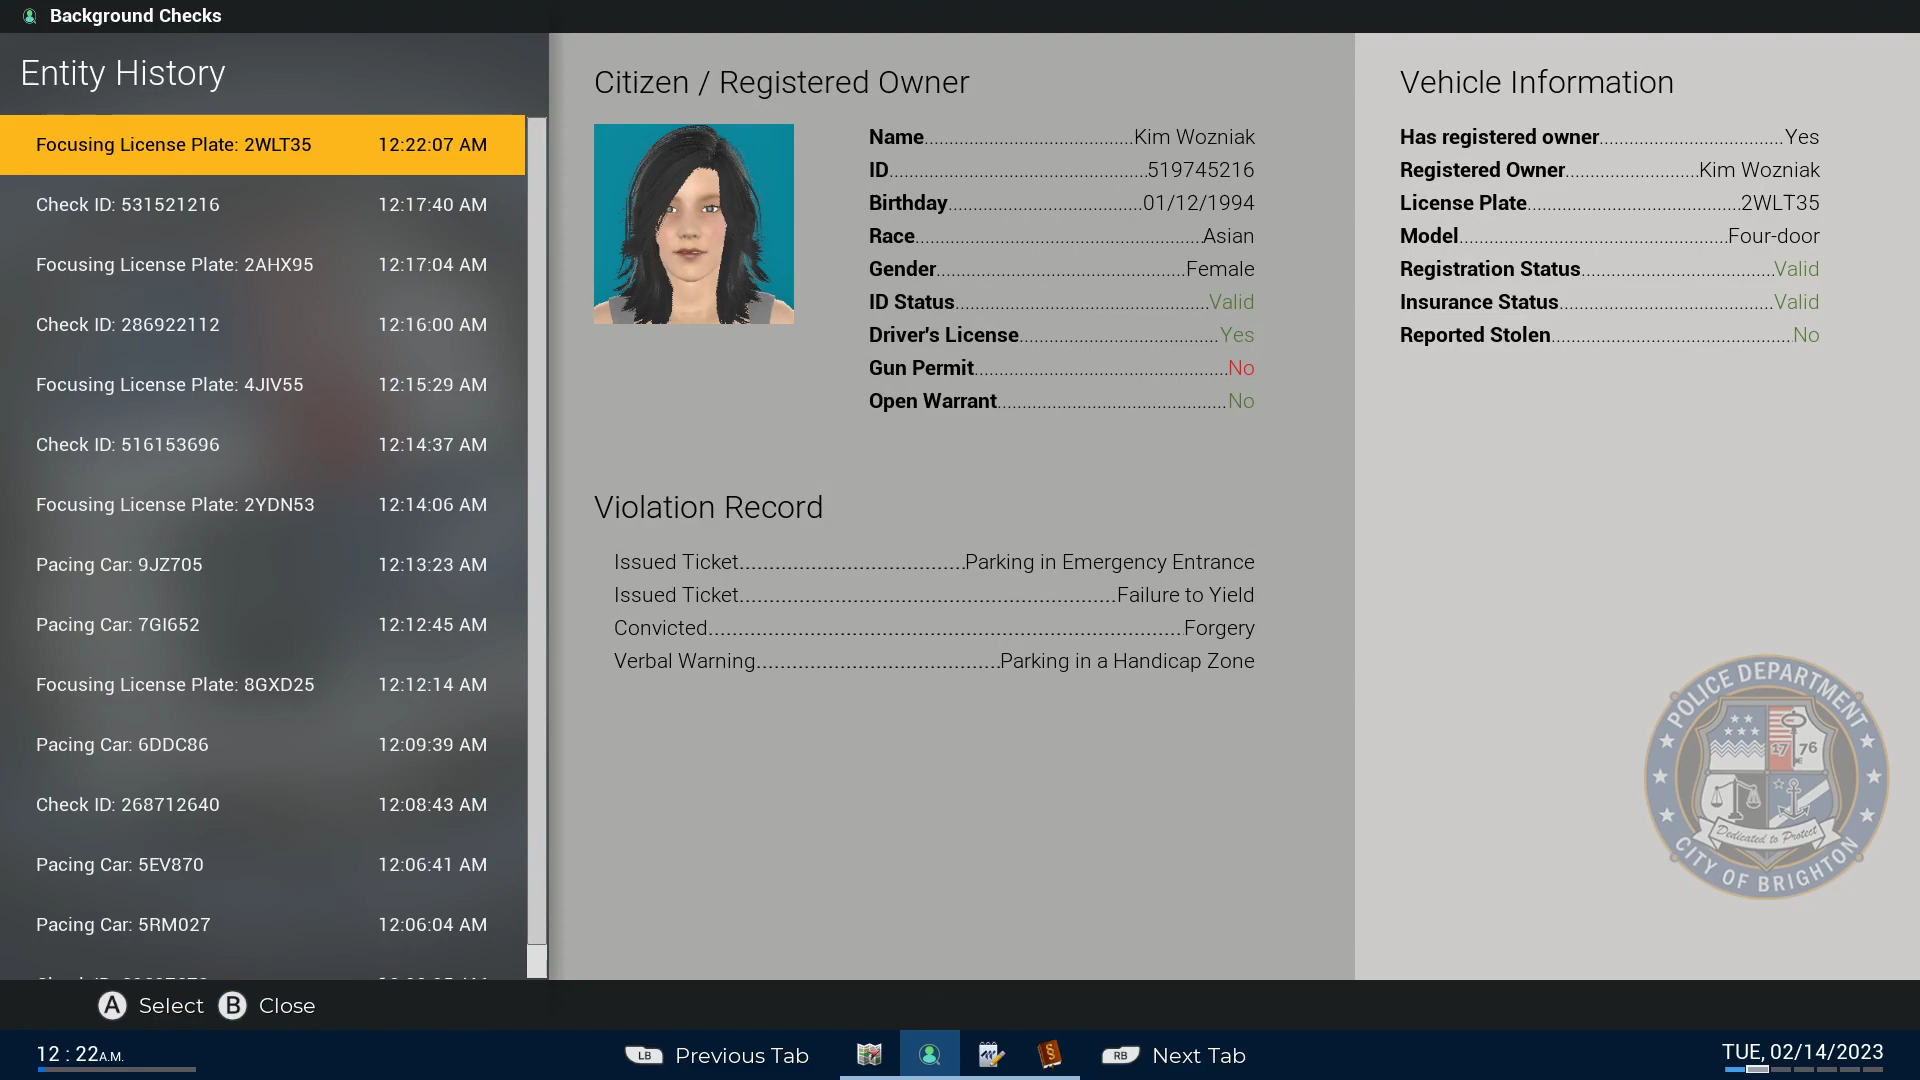 Background Checks
Entity History
Focusing License Plate: 2WLT35 12:22:07 AM
Check ID: 531521216 12:17:40 AM
Focusing License Plate: 2AHX95 12:17:04 AM
Check ID: 286922112 12:16:00 AM
Focusing License Plate: 4JIV55 12:15:29 AM
Check ID: 516153696 12:14:37 AM
Focusing License Plate: 2YDN53 12:14:06 AM
Pacing Car: 9JZ705 12:13:23 AM
Pacing Car: 7GI652 12:12:45 AM
Focusing License Plate: 8GXD25 12:12:14 AM
Pacing Car: 6DDC86 12:09:39 AM
Check ID: 268712640 12:08:43 AM
Pacing Car: 5EV870 12:06:41 AM
Pacing Car: 5RM027 12:06:04 AM
Citizen / Registered Owner
Name Kim Wozniak
ID 519745216
Birthday 01/12/1994
Race Asian
Gender Female
ID Status Valid
Driver's License Yes
Gun Permit No
Open Warrant No
Violation Record
Issued Ticket Parking in Emergency Entrance
Issued Ticket Failure to Yield
Convicted Forgery
Verbal Warning Parking in a Handicap Zone
Vehicle Information
Has registered owner Yes
Registered Owner Kim Wozniak
License Plate 2WLT35
Model Four-door
Registration Status Valid
Insurance Status Valid
Reported Stolen No
POLICE DEPARTMENT
17 76
Dedicated to Protect
CITY OF BRIGHTON
A Select B Close
12 : 22 A.M.
LB Previous Tab
§
RB Next Tab
TUE, 02/14/2023